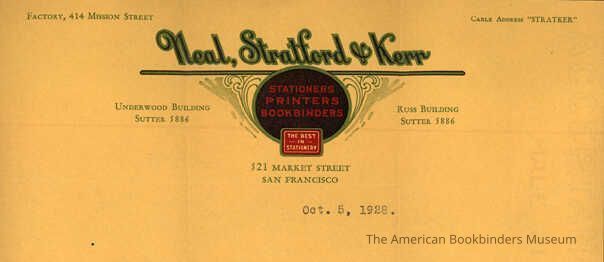 FACTORY, 414 MISSION STREET
CABLE ADDRESS "STRATKER"
Neal, Stratford & Kerr
STATIONERS
PRINTERS
BOOKBINDERS
UNDERWOOD BUILDING
SUTTER 5886
RUSS BUILDING
SUTTER 5886
THE BEST
IN
STATIONERY
521 MARKET STREET
SAN FRANCISCO
Oct. 5, 1928.
The American Bookbinders Museum